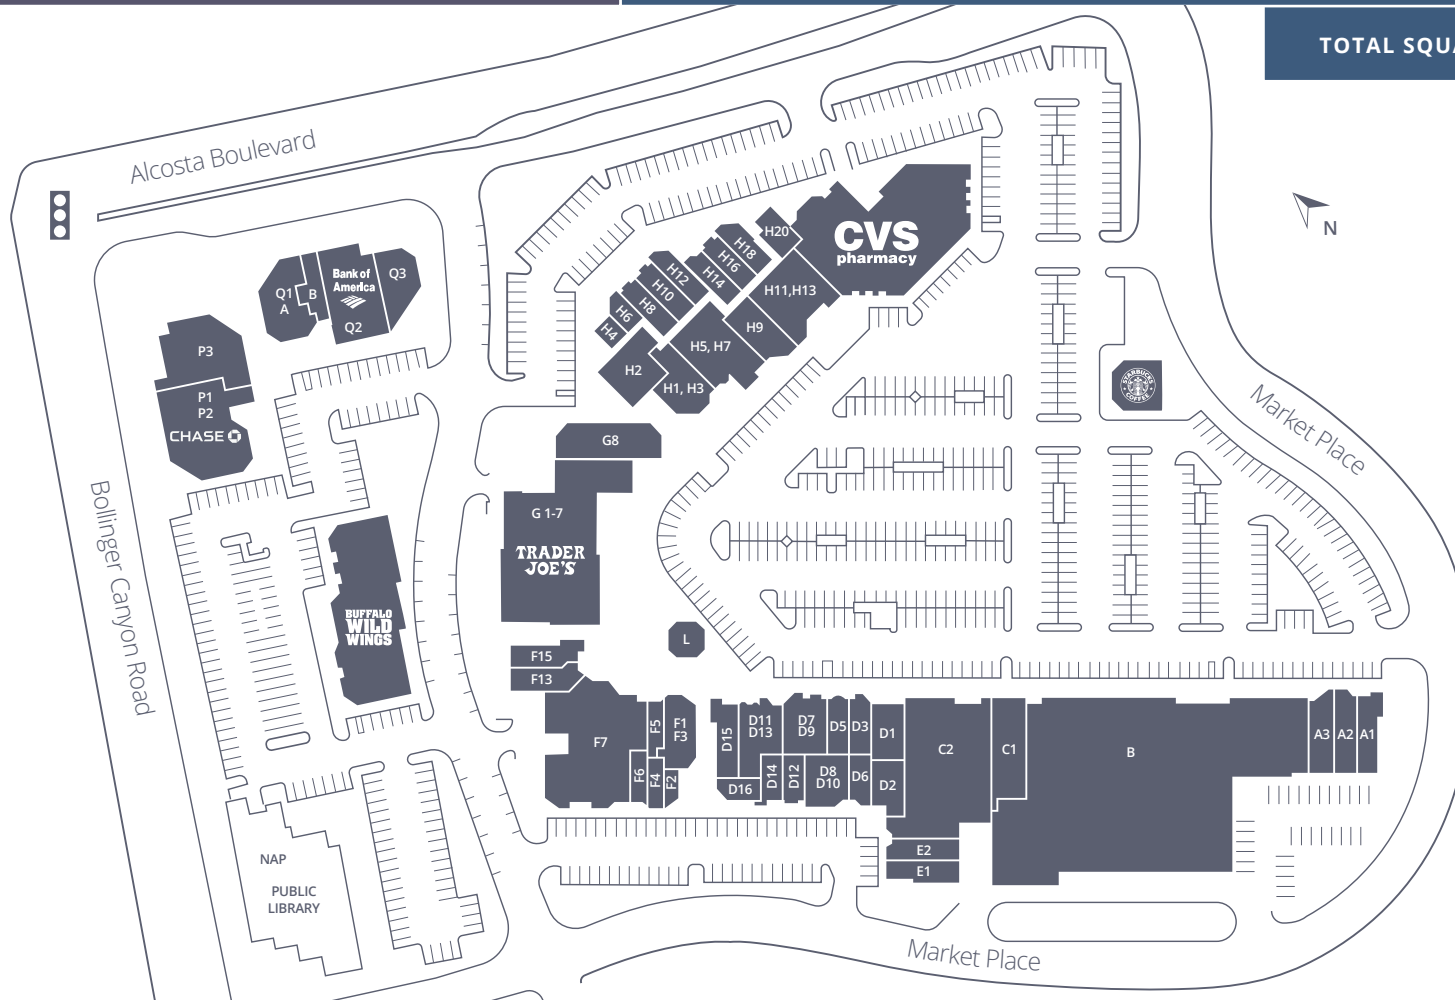 TOTAL SQUA
Alcosta Boulevard
N
CVS
pharmacy
H20
H18
H16
H14
H12
H10
H8
H6
H4
H11,H13
H9
H5, H7
H2
H1, H3
Q1
A
B
Bank of
America
Q2
Q3
P3
P1
P2
CHASE
STARBUCKS
COFFEE
Market Place
G8
G 1-7
TRADER
JOE'S
Bollinger Canyon Road
BUFFALO
WILD
WINGS
L
F15
F13
F7
F5
F1
F3
F6
F4
F2
D15
D11
D13
D7
D9
D5
D3
D1
D16
D14
D12
D8
D10
D6
D2
C2
C1
B
A3
A2
A1
E2
E1
NAP
PUBLIC
LIBRARY
Market Place